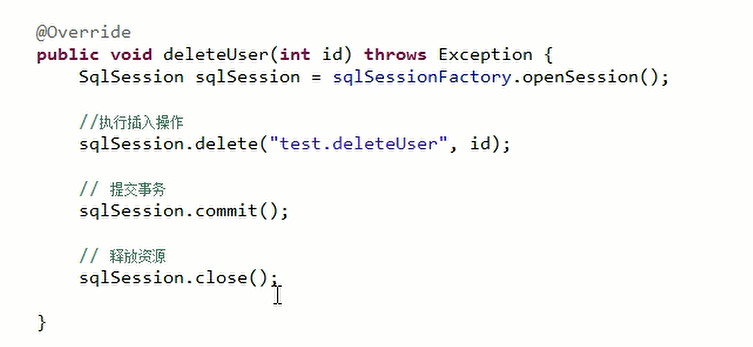 @Override
public void deleteUser(int id) throws Exception {
SqlSession sqlSession = sqlSessionFactory.openSession();
//执行插入操作
sqlSession.delete("test.deleteUser", id);
// 提交事务
sqlSession.commit();
// 释放资源
sqlSession.close();
}